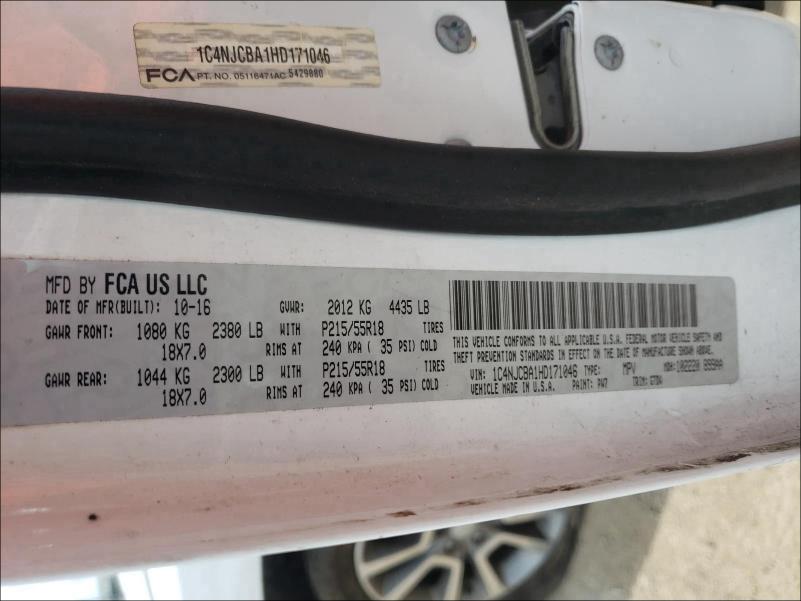 1C4NJCBA1HD171046
FCA PT. NO. 05116471AC 5429880
MFD BY FCA US LLC
DATE OF MFR(BUILT): 10-16 GVWR: 2012 KG 4435 LB
GAWR FRONT: 1080 KG 2380 LB WITH P215/55R18 TIRES
18X7.0 RIMS AT 240 KPA ( 35 PSI) COLD
GAWR REAR: 1044 KG 2300 LB WITH P215/55R18 TIRES
18X7.0 RIMS AT 240 KPA ( 35 PSI) COLD
THIS VEHICLE CONFORMS TO ALL APPLICABLE U.S.A. FEDERAL MOTOR VEHICLE SAFETY AND
THEFT PREVENTION STANDARDS IN EFFECT ON THE DATE OF MANUFACTURE SHOWN ABOVE.
VIN: 1C4NJCBA1HD171046 TYPE: MPV MDH: 102220
VEHICLE MADE IN U.S.A. PAINT: PW7 TRIM: